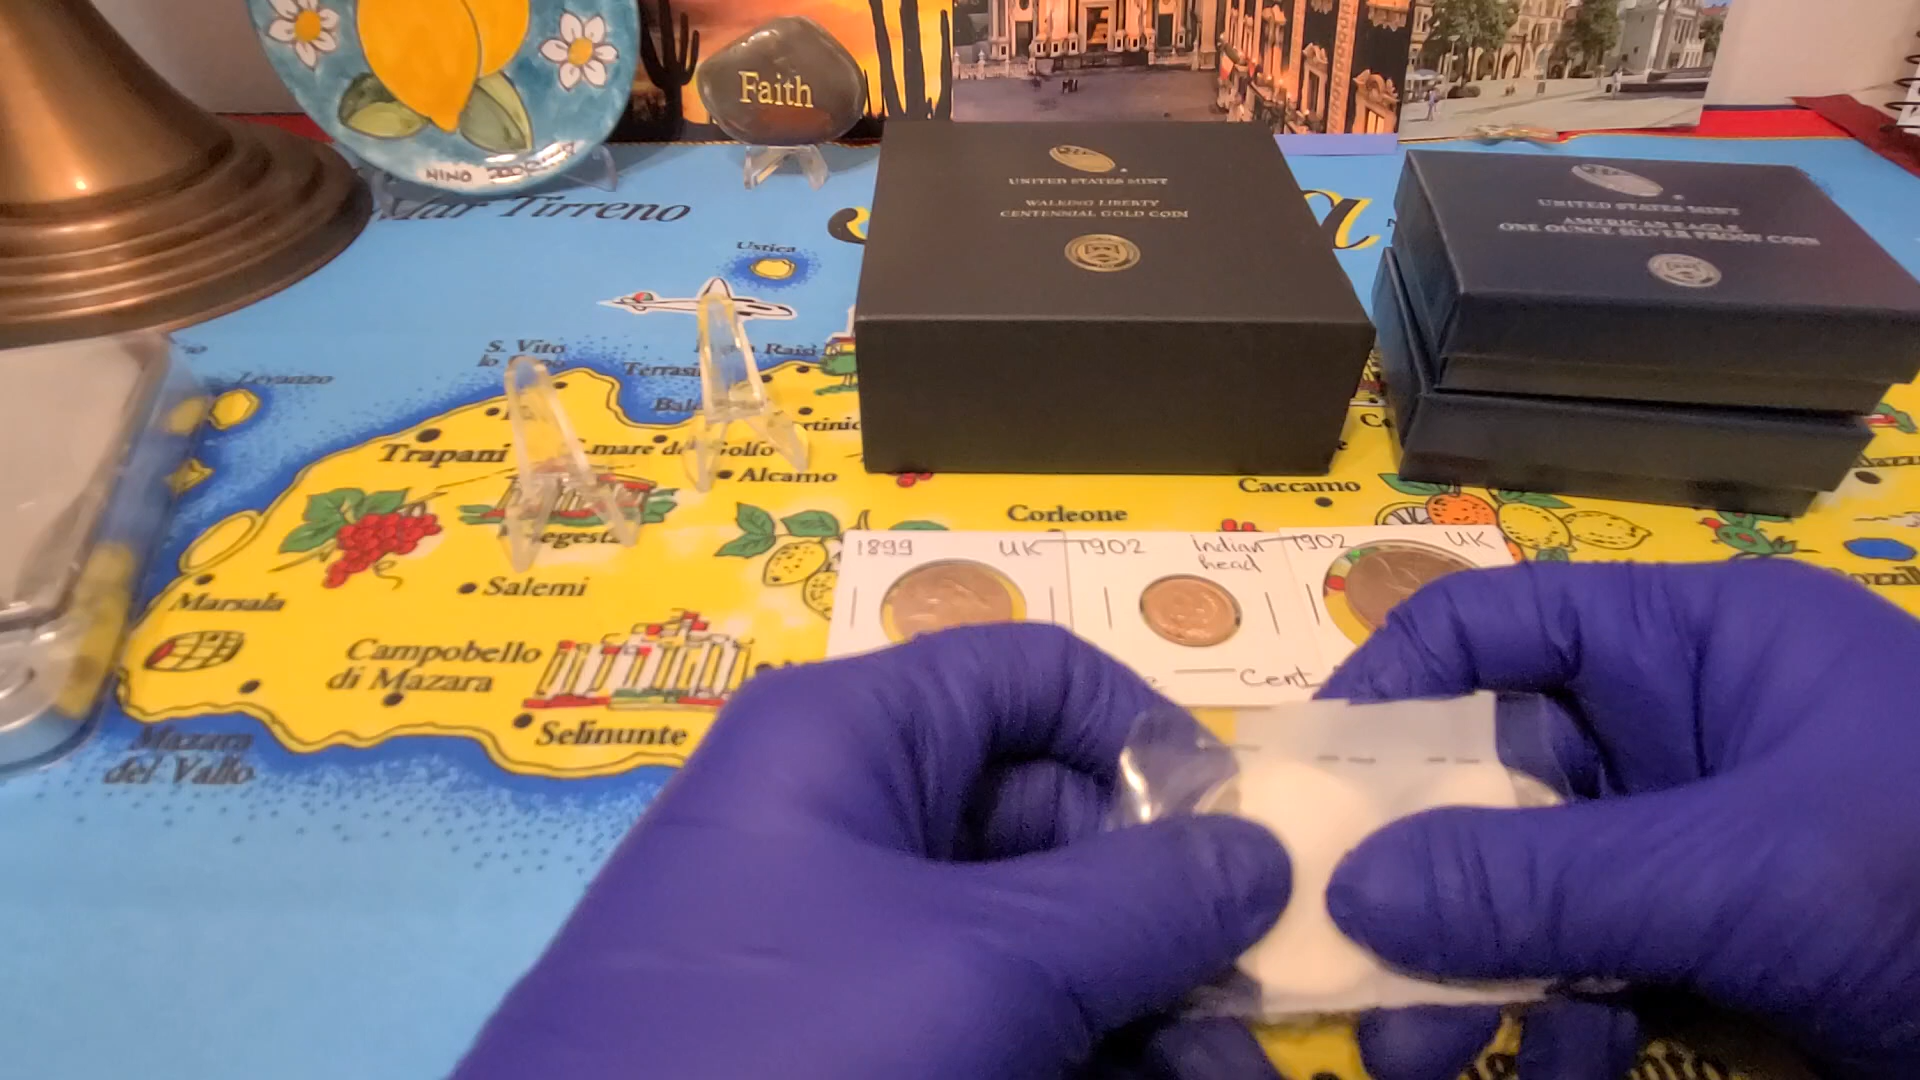 Faith
NINO
Mar Tirreno
Ustica
UNITED STATES MINT
WALKING LIBERTY
CENTENNIAL GOLD COIN
UNITED STATES MINT
AMERICAN EAGLE
ONE OUNCE SILVER PROOF COIN
Levanzo
S. Vito
Trapani
Alcamo
Caccamo
Corleone
Salemi
Marsala
Campobello
di Mazara
Selinunte
Mazara
del Vallo
1899 UK
1902 indian
head
1902 UK
Cent